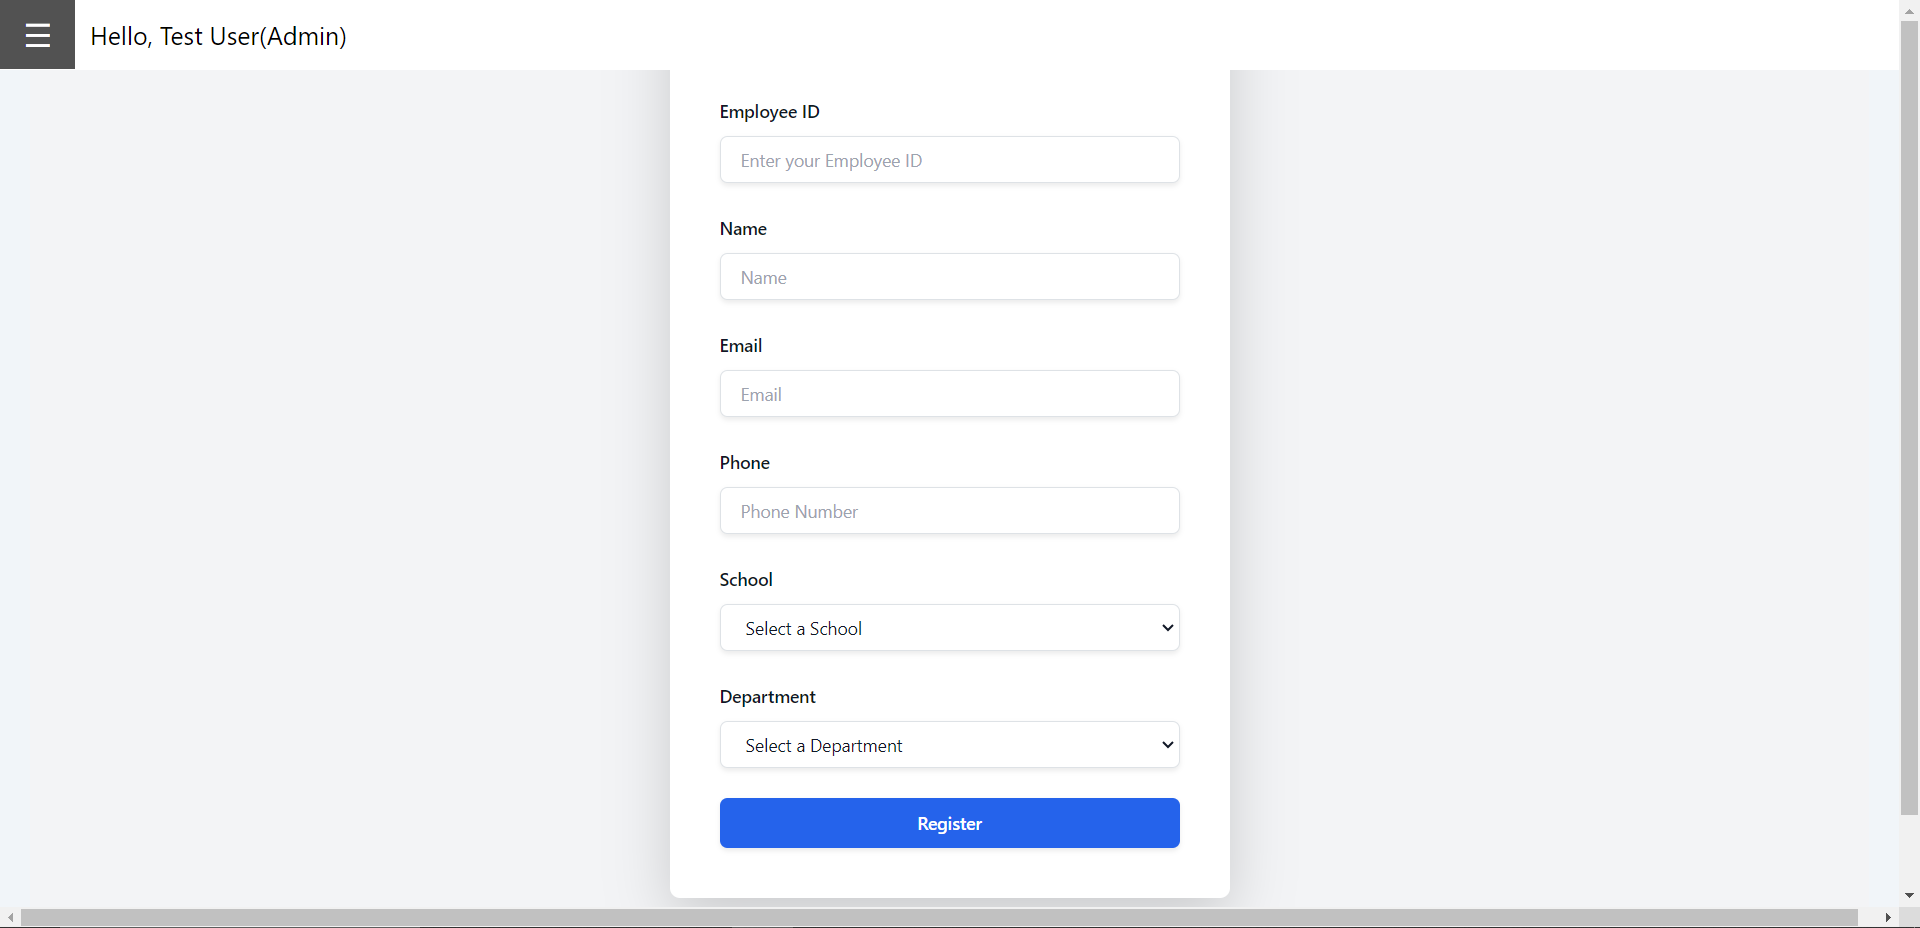 Hello, Test User(Admin)
Employee ID
Enter your Employee ID
Name
Name
Email
Email
Phone
Phone Number
School
Select a School
Department
Select a Department
Register